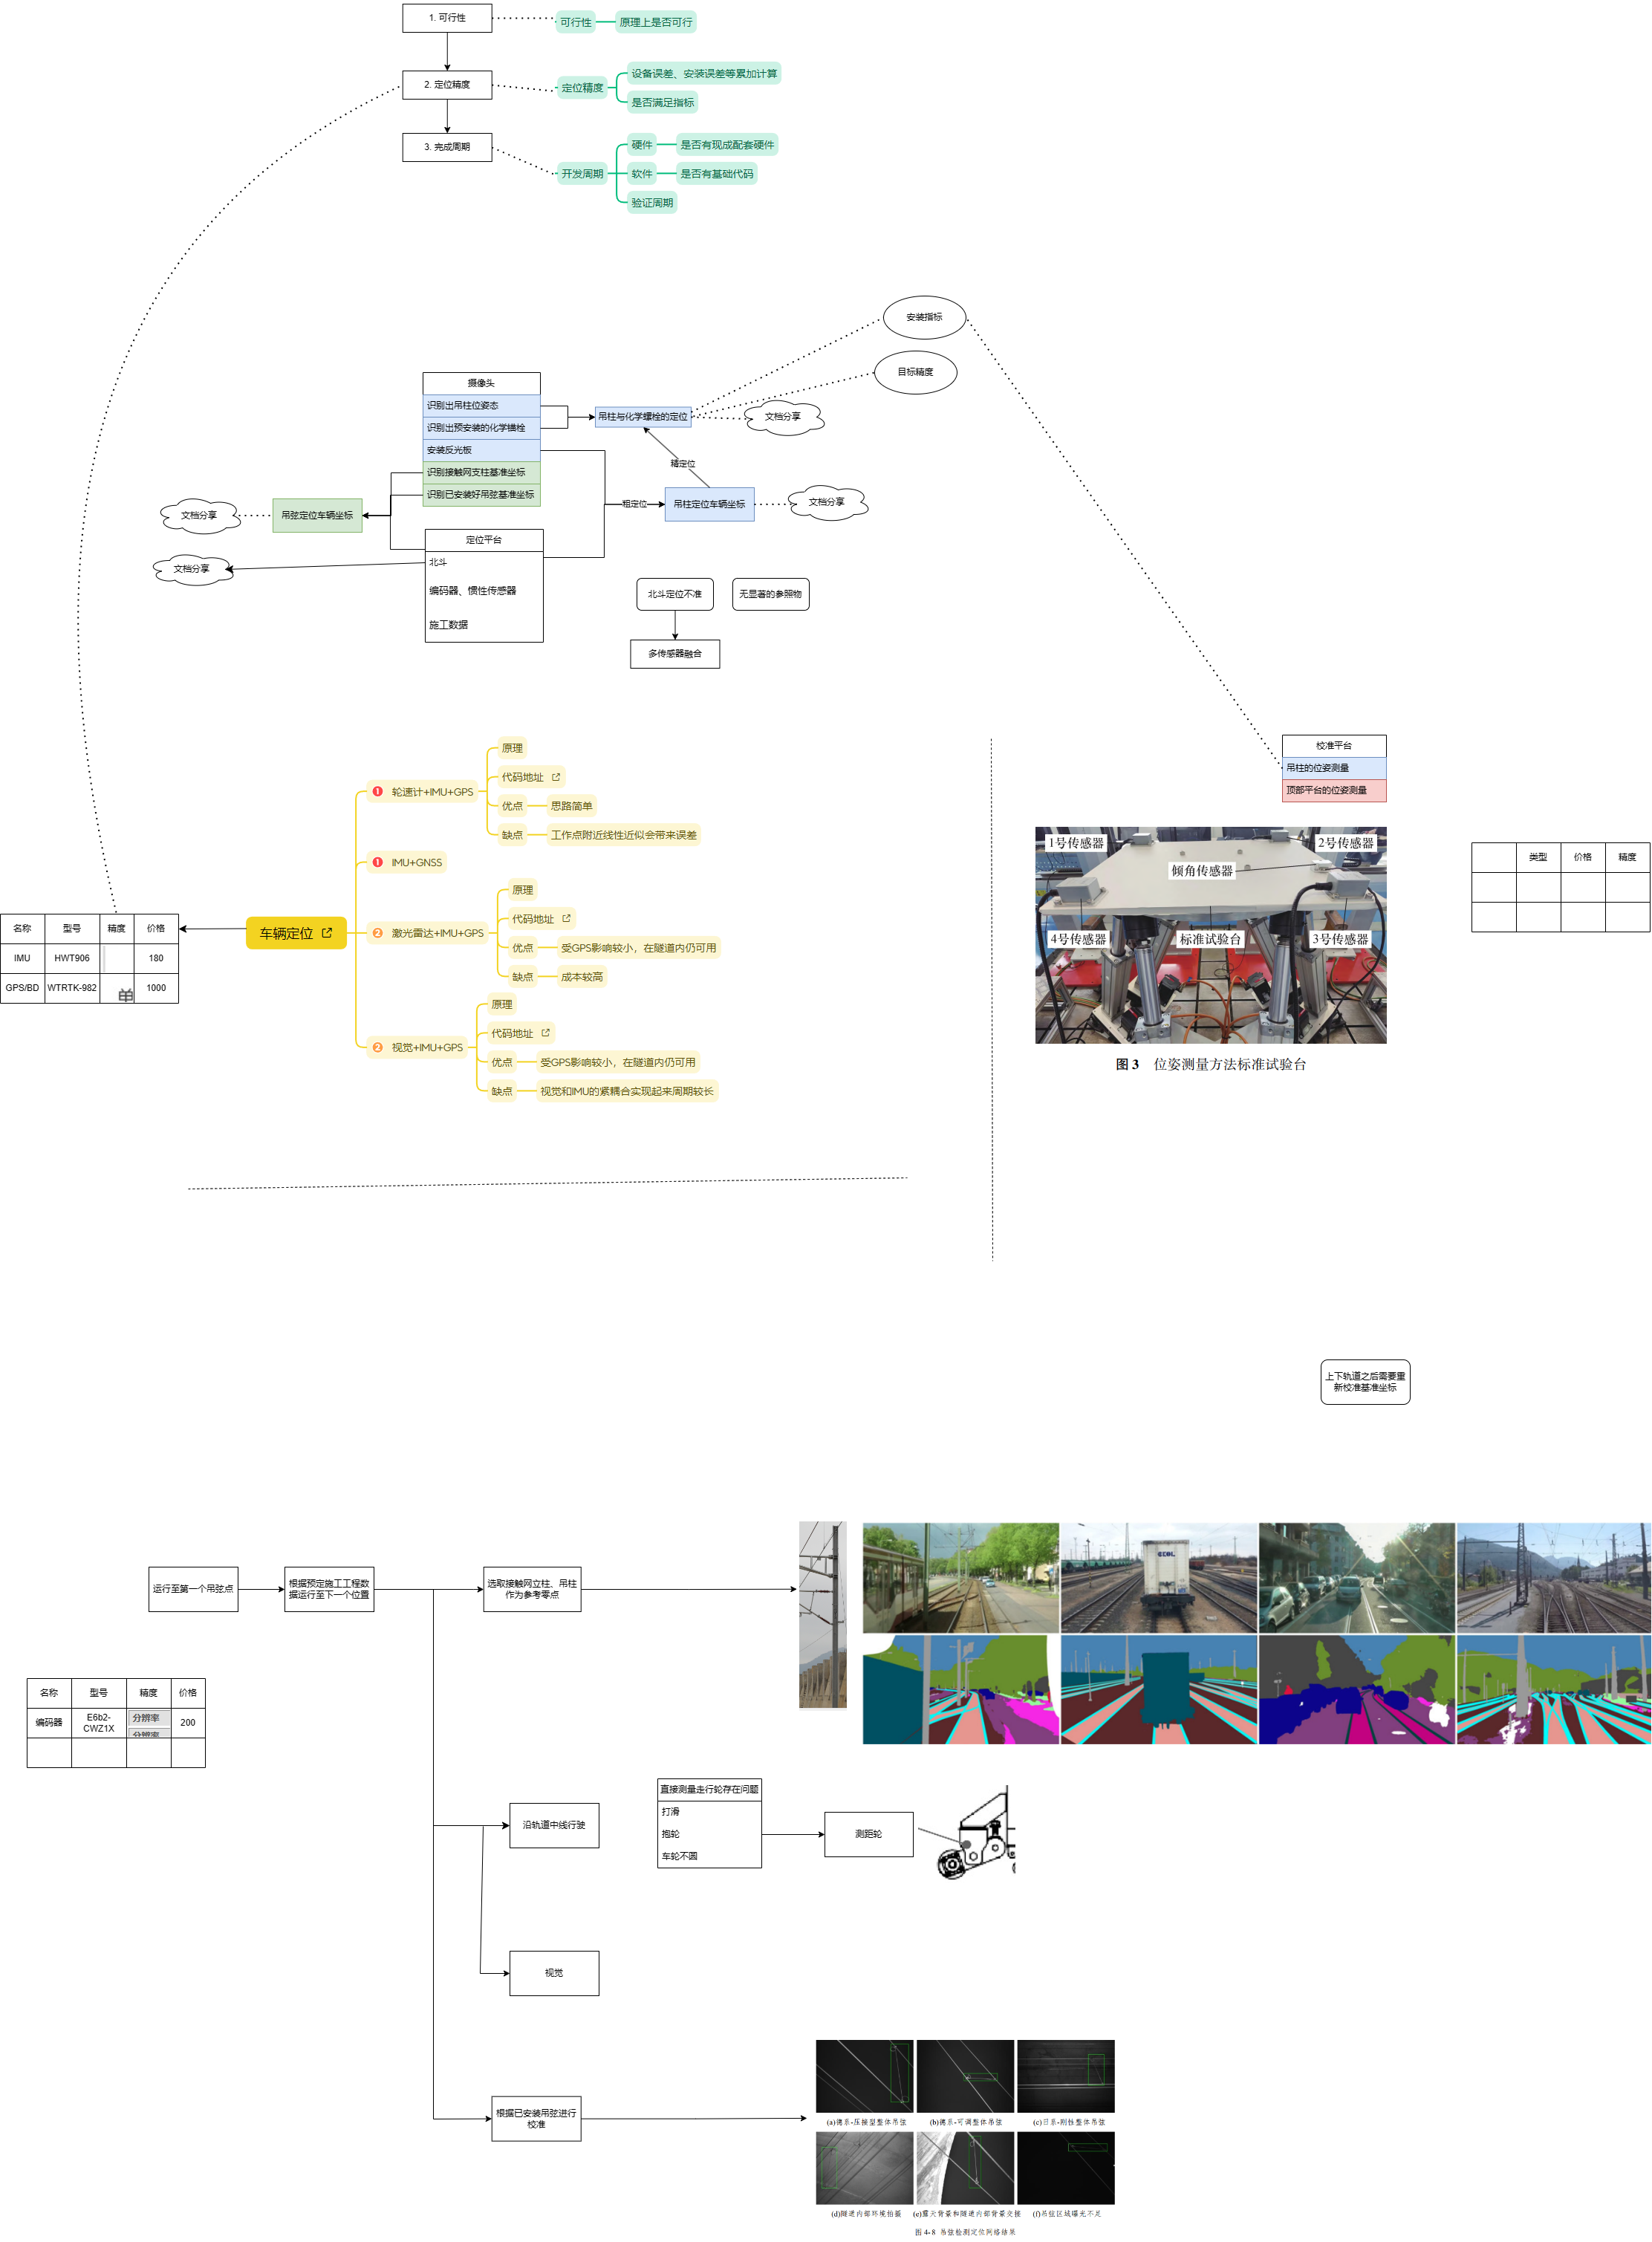 1. 可行性
可行性
原理上是否可行
2. 定位精度
定位精度
设备误差、安装误差等累加计算
是否满足指标
3. 完成周期
开发周期
硬件
是否有现成配套硬件
软件
是否有基础代码
验证周期
安装指标
目标精度
摄像头
识别出吊柱位姿态
识别出预安装的化学锚栓
安装反光板
识别接触网支柱基准坐标
识别已安装好吊弦基准坐标
吊柱与化学螺栓的定位
文档分享
精定位
粗定位
吊柱定位车辆坐标
文档分享
文档分享
吊弦定位车辆坐标
文档分享
定位平台
北斗
编码器、惯性传感器
施工数据
北斗定位不准
无显著的参照物
多传感器融合
校准平台
吊柱的位姿测量
顶部平台的位姿测量
车辆定位
1 轮速计+IMU+GPS
原理
代码地址
优点
思路简单
缺点
工作点附近线性近似会带来误差
1 IMU+GNSS
2 激光雷达+IMU+GPS
原理
代码地址
优点
受GPS影响较小，在隧道内仍可用
缺点
成本较高
2 视觉+IMU+GPS
原理
代码地址
优点
受GPS影响较小，在隧道内仍可用
缺点
视觉和IMU的紧耦合实现起来周期较长
名称 型号 精度 价格
IMU HWT906 180
GPS/BD WTRTK-982 单 1000
1号传感器
2号传感器
倾角传感器
4号传感器
标准试验台
3号传感器
图 3 位姿测量方法标准试验台
类型 价格 精度
上下轨道之后需要重
新校准基准坐标
运行至第一个吊弦点
根据预定施工工程数
据运行至下一个位置
选取接触网立柱、吊柱
作为参考零点
名称 型号 精度 价格
编码器 E6b2-
CWZ1X 分辨率 200
分辨率
沿轨道中线行驶
直接测量走行轮存在问题
打滑
抱轮
车轮不圆
测距轮
视觉
根据已安装吊弦进行
校准
(a)德系-压接型整体吊弦
(b)德系-可调整体吊弦
(c)日系-刚性整体吊弦
(d)隧道内部环境拍摄
(e)露天背景和隧道内部背景交接
(f)吊弦区域曝光不足
图 4-8 吊弦检测定位网络结果